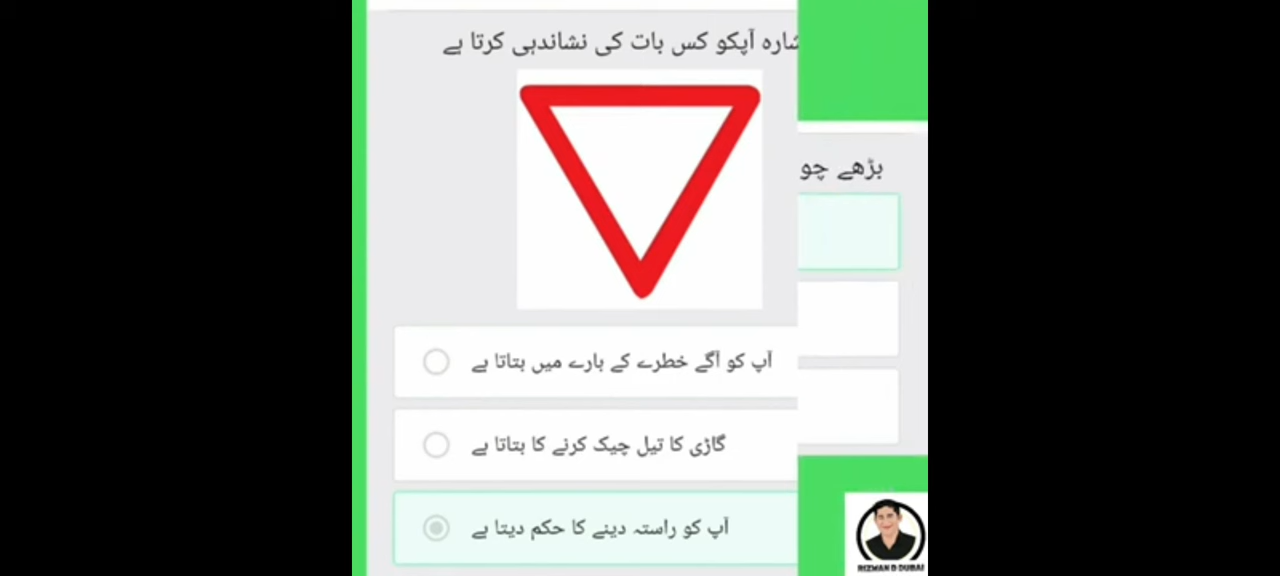 شارہ آپکو کس بات کی نشاندہی کرتا ہے
بڑھے چو
آپ کو آگے خطرے کے بارے میں بتاتا ہے
گاڑی کا تیل چیک کرنے کا بتاتا ہے
آپ کو راستہ دینے کا حکم دیتا ہے
RIZWAN D DUBAI